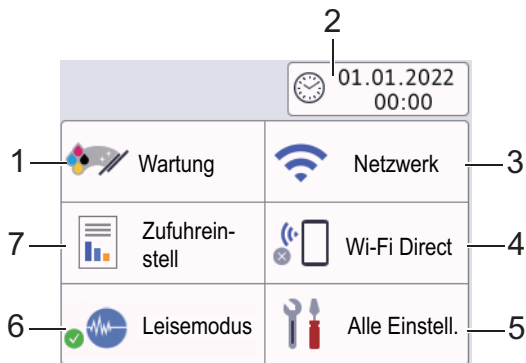 2
01.01.2022
00:00
1 Wartung
Netzwerk 3
7 Zufuhrein-
stell
Wi-Fi Direct 4
6 Leisemodus
Alle Einstell. 5